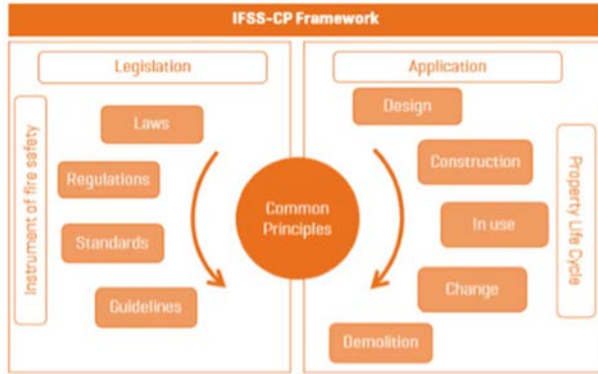 IFSS-CP Framework
Legislation
Instrument of fire safety
Laws
Regulations
Standards
Guidelines
Common
Principles
Application
Design
Construction
In use
Change
Demolition
Property Life Cycle